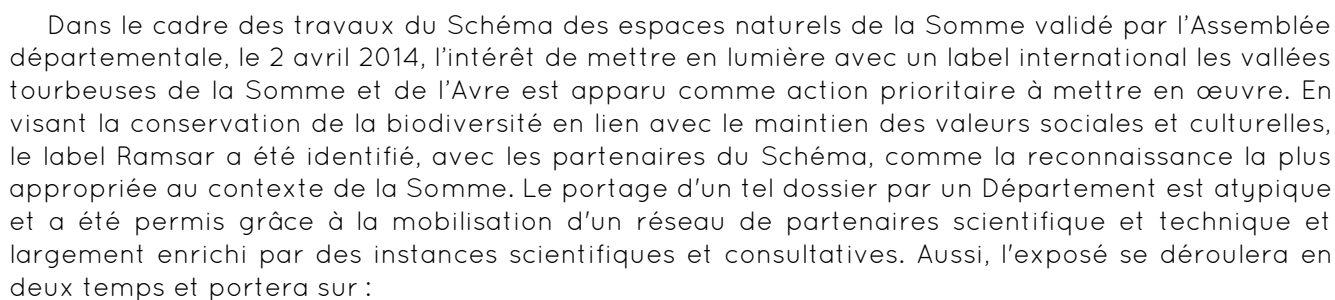 Dans le cadre des travaux du Schéma des espaces naturels de la Somme validé par l’Assemblée
départementale, le 2 avril 2014, l’intérêt de mettre en lumière avec un label international les vallées
tourbeuses de la Somme et de l’Avre est apparu comme action prioritaire à mettre en œuvre. En
visant la conservation de la biodiversité en lien avec le maintien des valeurs sociales et culturelles,
le label Ramsar a été identifié, avec les partenaires du Schéma, comme la reconnaissance la plus
appropriée au contexte de la Somme. Le portage d'un tel dossier par un Département est atypique
et a été permis grâce à la mobilisation d'un réseau de partenaires scientifique et technique et
largement enrichi par des instances scientifiques et consultatives. Aussi, l'exposé se déroulera en
deux temps et portera sur :